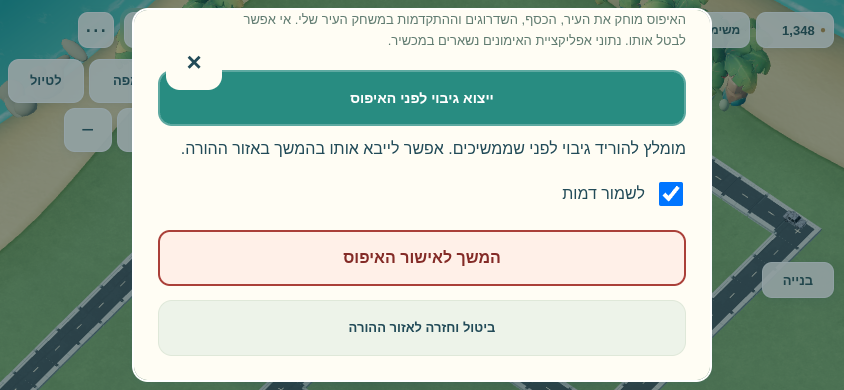 האיפוס מוחק את העיר, הכסף, השדרוגים וההתקדמות במשחק העיר שלי. אי אפשר
לבטל אותו. נתוני אפליקציית האימונים נשארים במכשיר.
×
ייצוא גיבוי לפני האיפוס
מומלץ להוריד גיבוי לפני שממשיכים. אפשר לייבא אותו בהמשך באזור ההורה.
לשמור דמות
המשך לאישור האיפוס
ביטול וחזרה לאזור ההורה
1,348
...
לטיול
בנייה